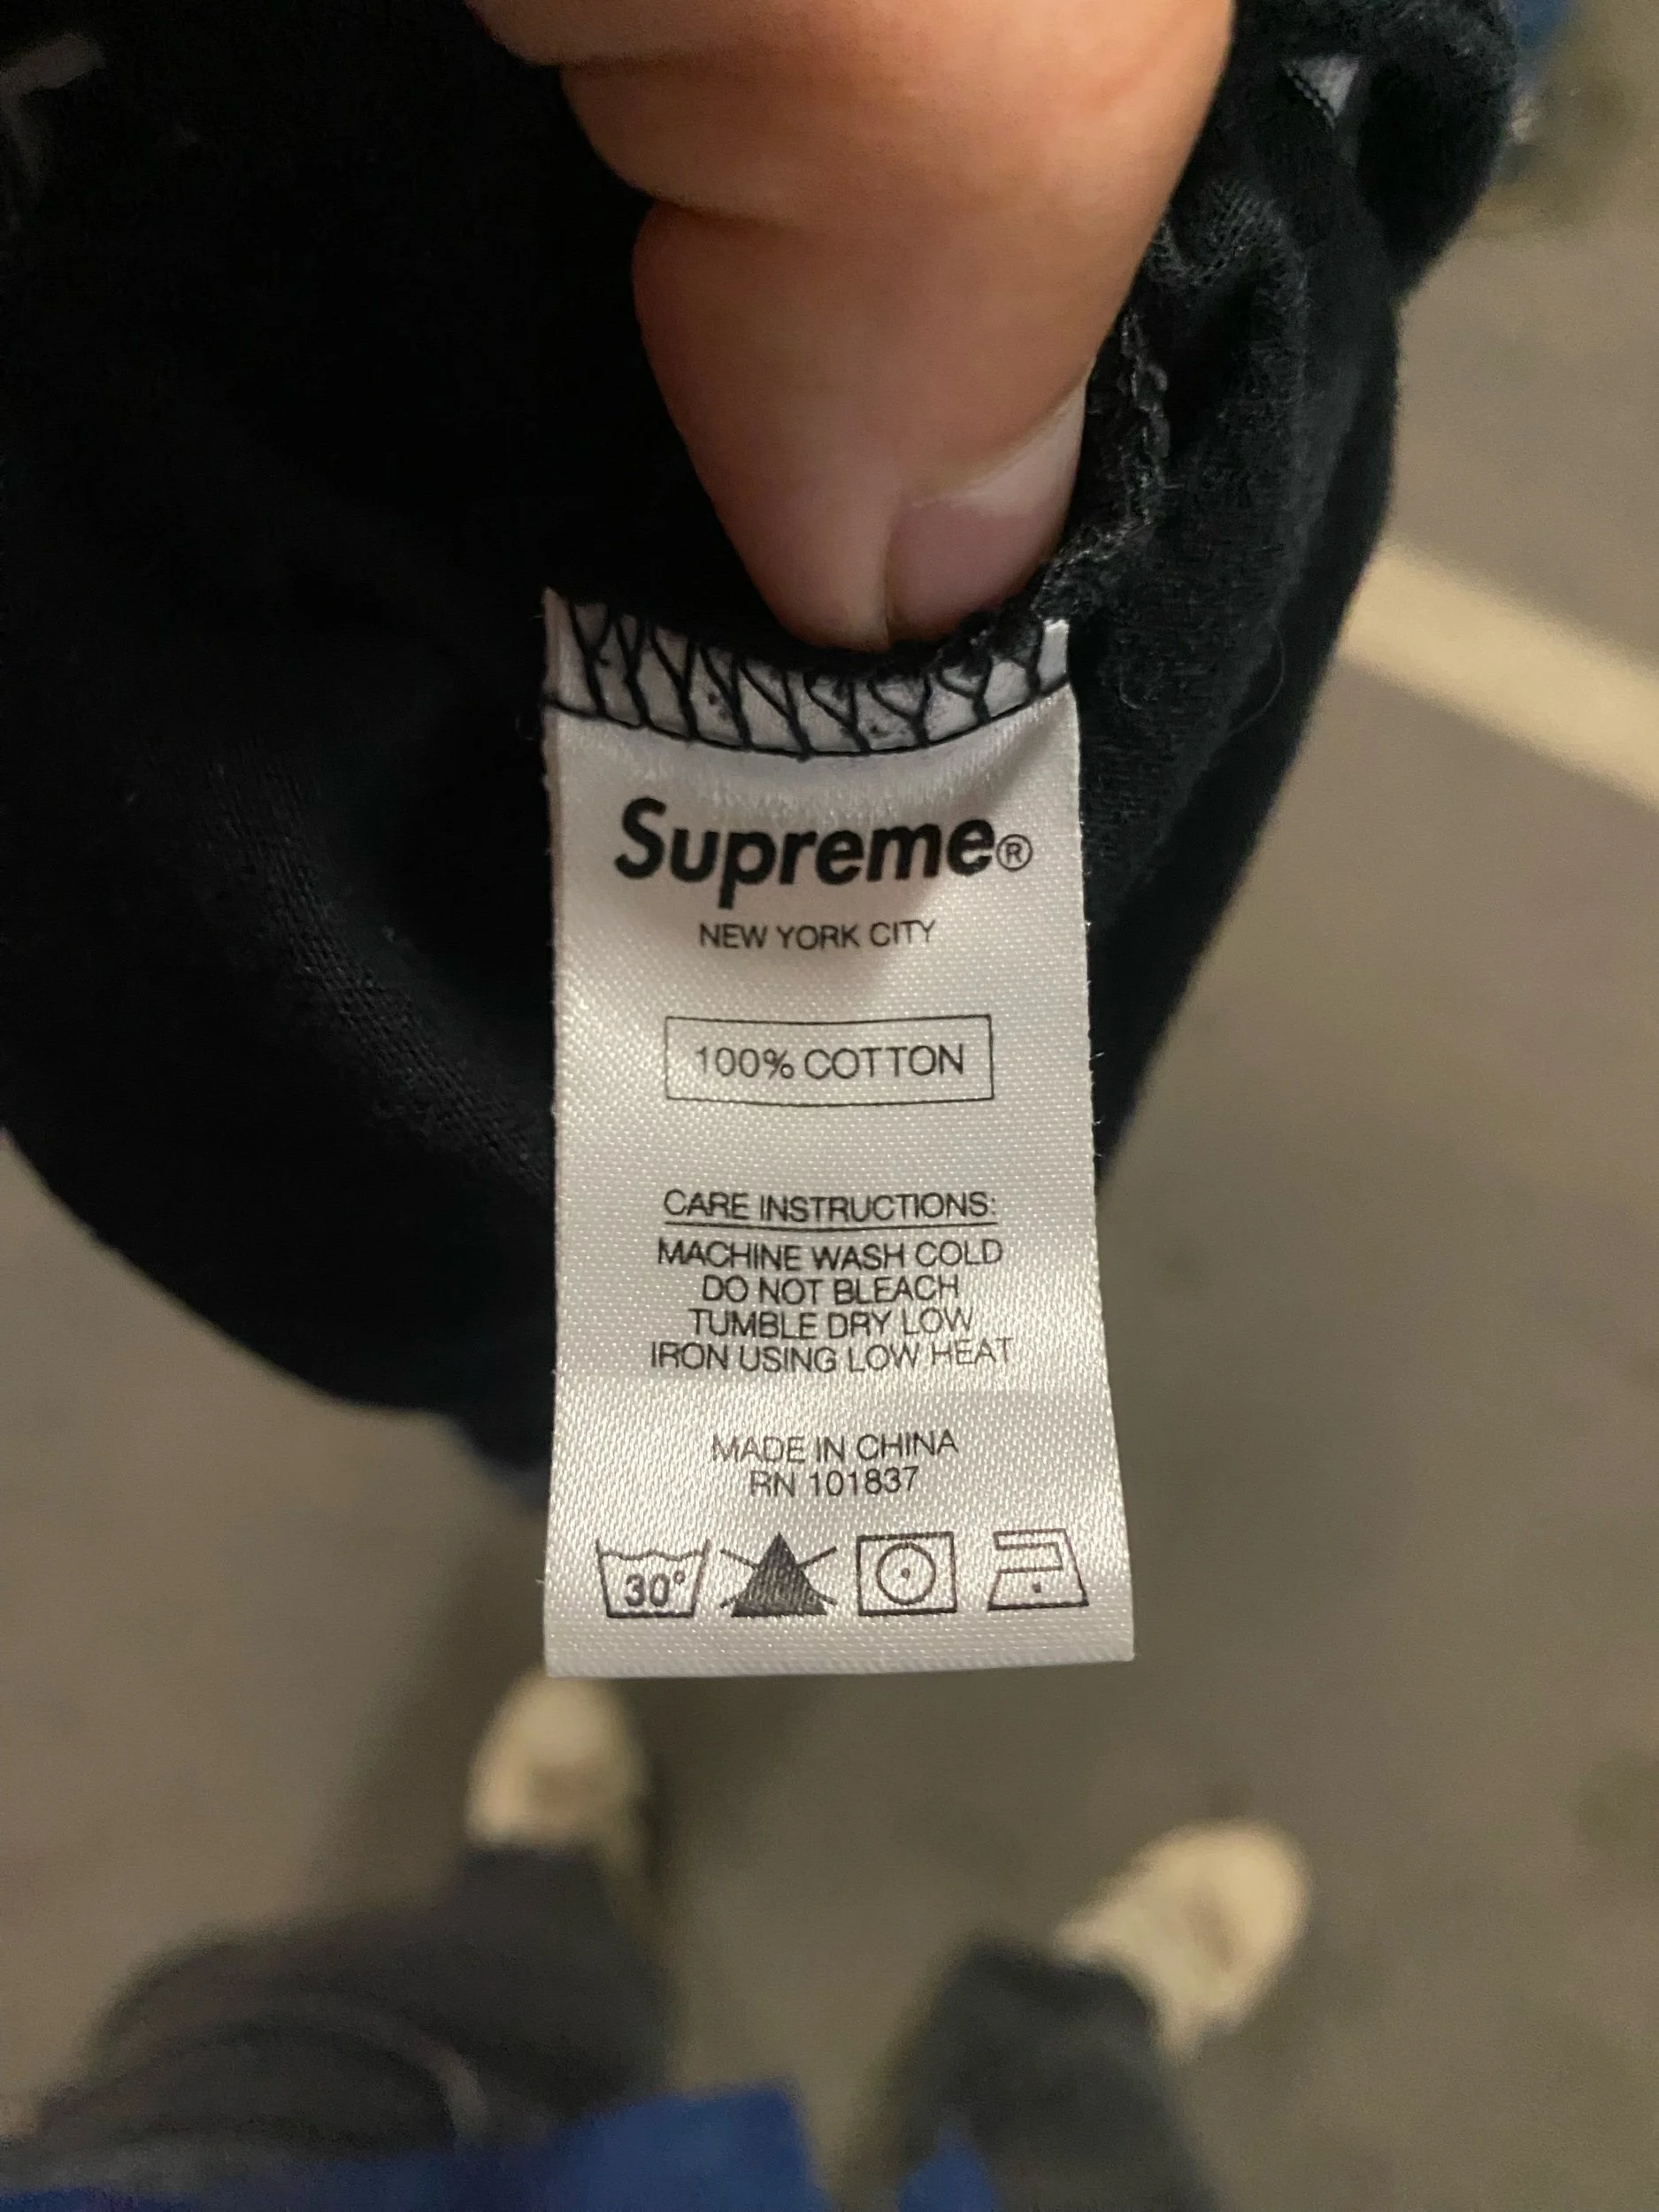 Supreme®
NEW YORK CITY
100% COTTON
CARE INSTRUCTIONS:
MACHINE WASH COLD
DO NOT BLEACH
TUMBLE DRY LOW
IRON USING LOW HEAT
MADE IN CHINA
RN 101837
30°